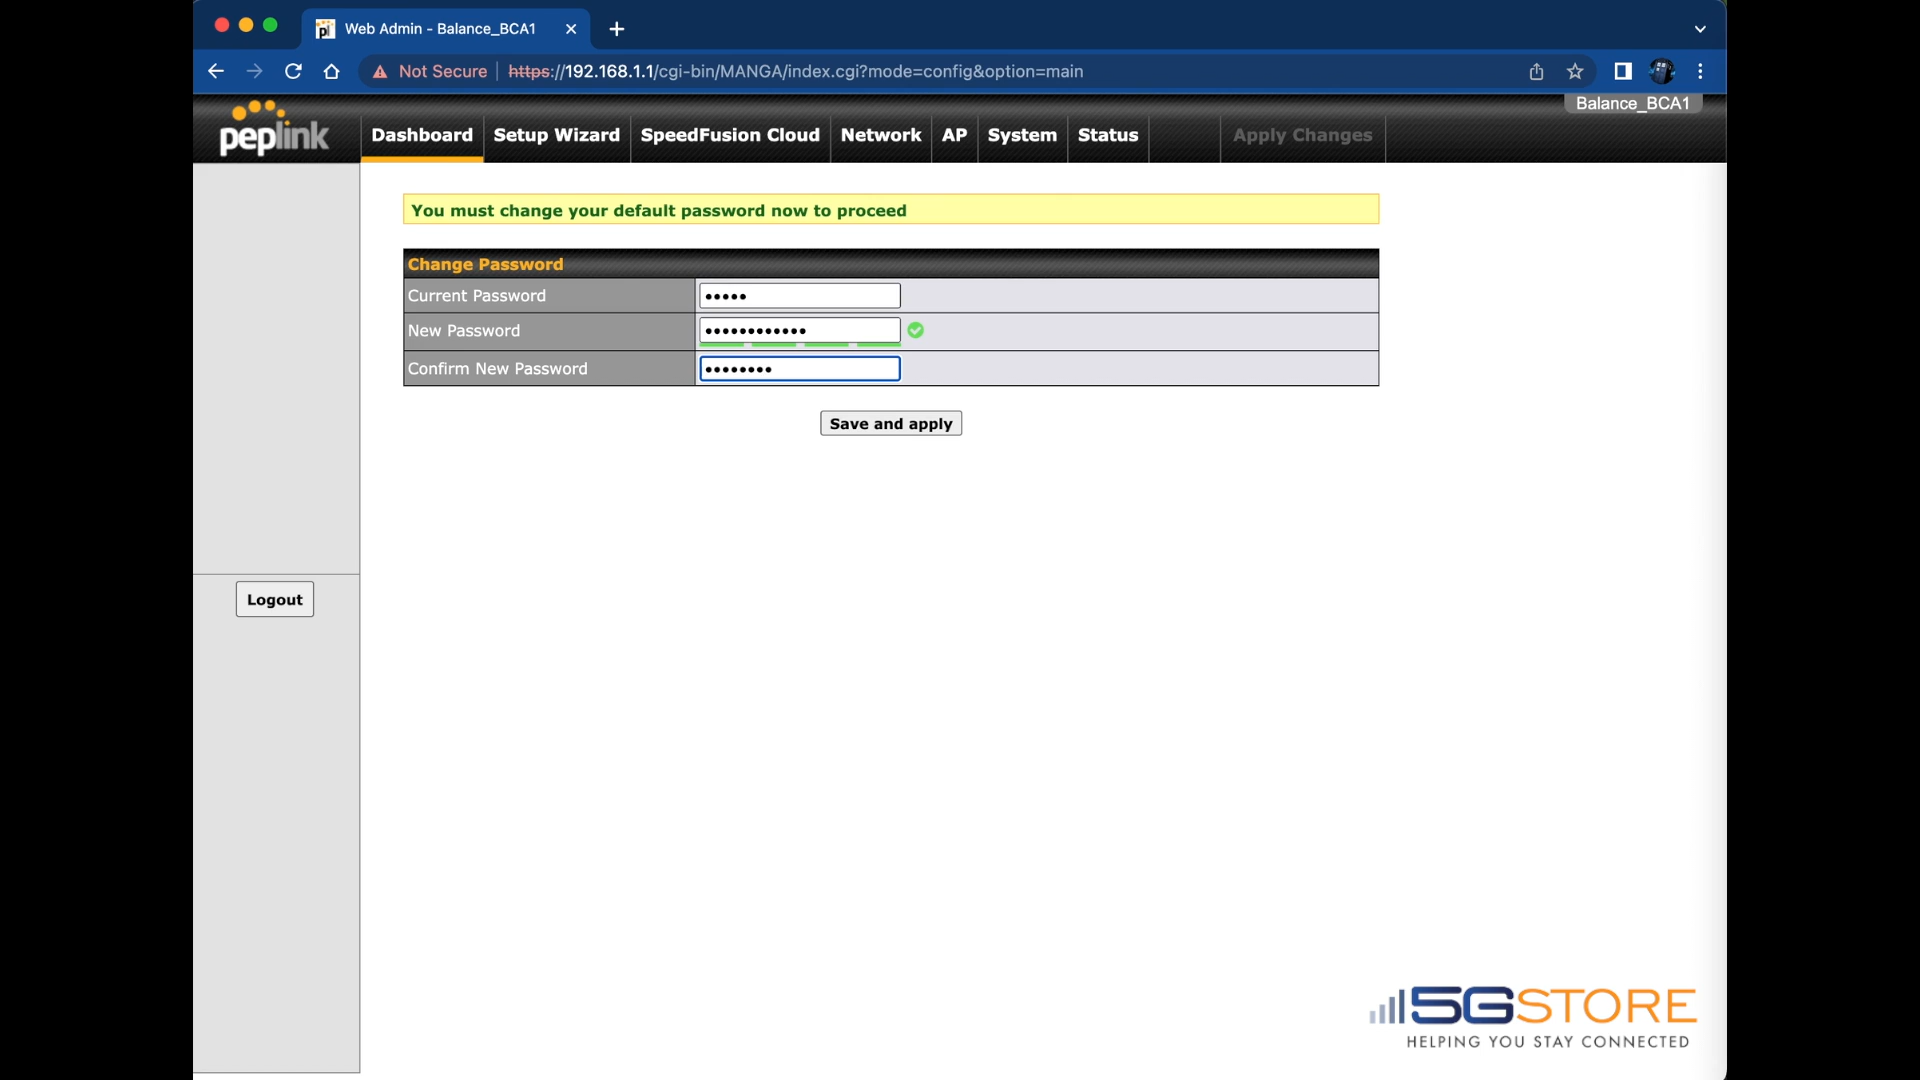 Web Admin - Balance_BCA1
Not Secure https://192.168.1.1/cgi-bin/MANGA/index.cgi?mode=config&option=main
Balance_BCA1
peplink Dashboard Setup Wizard SpeedFusion Cloud Network AP System Status Apply Changes
You must change your default password now to proceed
Change Password
Current Password •••••
New Password ••••••••••••
Confirm New Password ••••••••
Save and apply
Logout
5GSTORE
HELPING YOU STAY CONNECTED